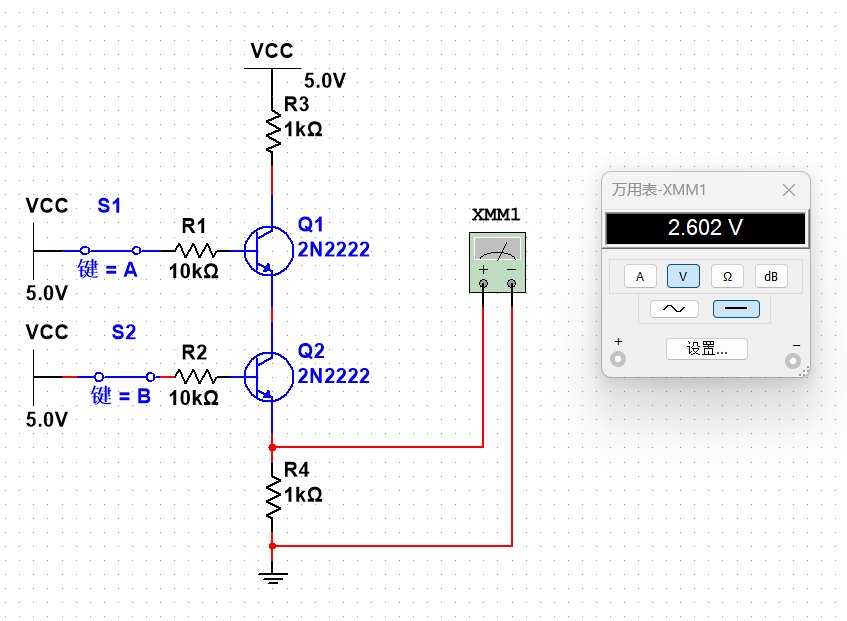 VCC
5.0V
R3
1kΩ
VCC
S1
R1
键 = A
10kΩ
5.0V
Q1
2N2222
XMM1
+ −
VCC
S2
R2
键 = B
10kΩ
5.0V
Q2
2N2222
R4
1kΩ
万用表-XMM1
2.602 V
A V Ω dB
+ −
设置...